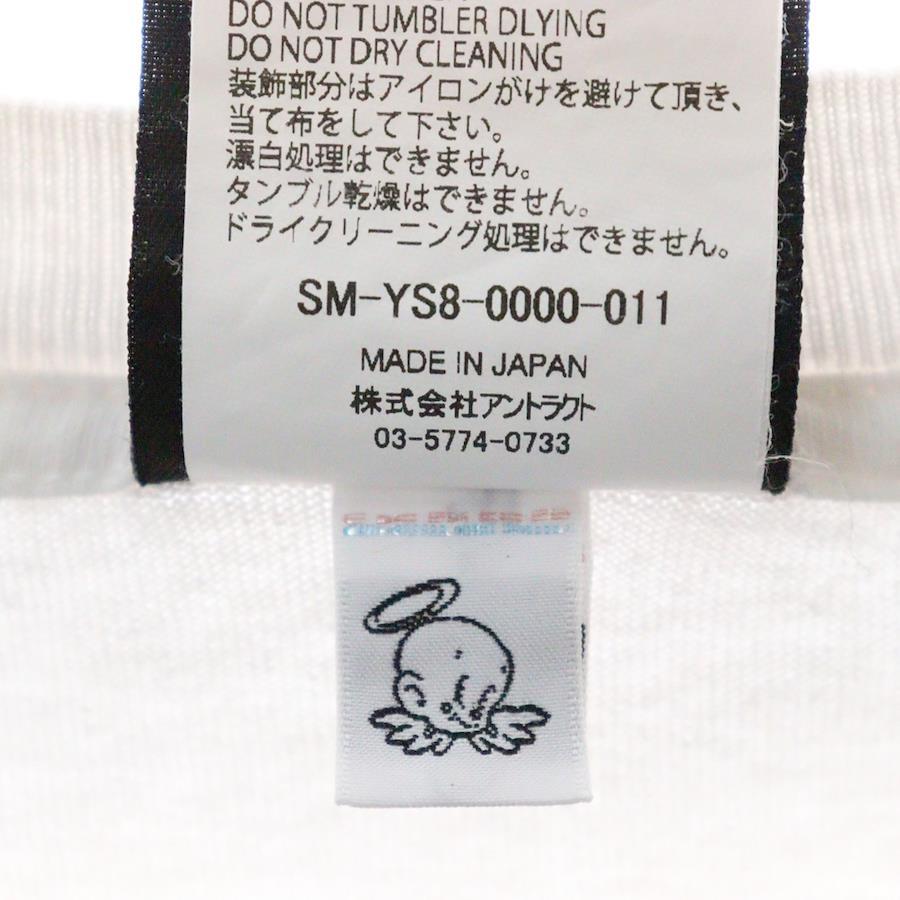 DO NOT TUMBLER DLYING
DO NOT DRY CLEANING
装飾部分はアイロンがけを避けて頂き、
当て布をして下さい。
漂白処理はできません。
タンブル乾燥はできません。
ドライクリーニング処理はできません。
SM-YS8-0000-011
MADE IN JAPAN
株式会社アントラクト
03-5774-0733